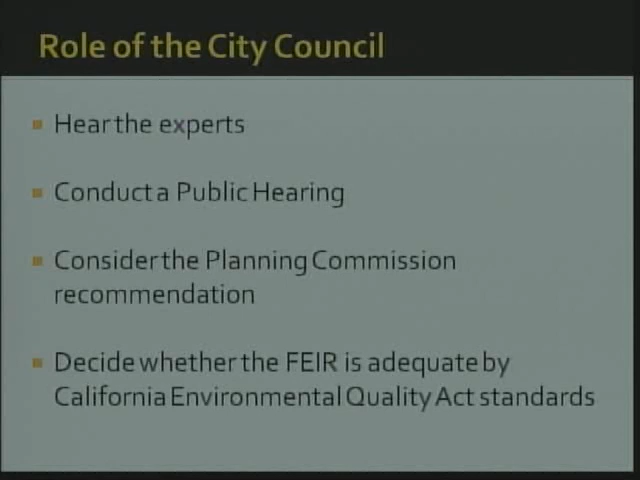 Role of the City Council
Hear the experts
Conduct a Public Hearing
Consider the Planning Commission
recommendation
Decide whether the FEIR is adequate by
California Environmental Quality Act standards